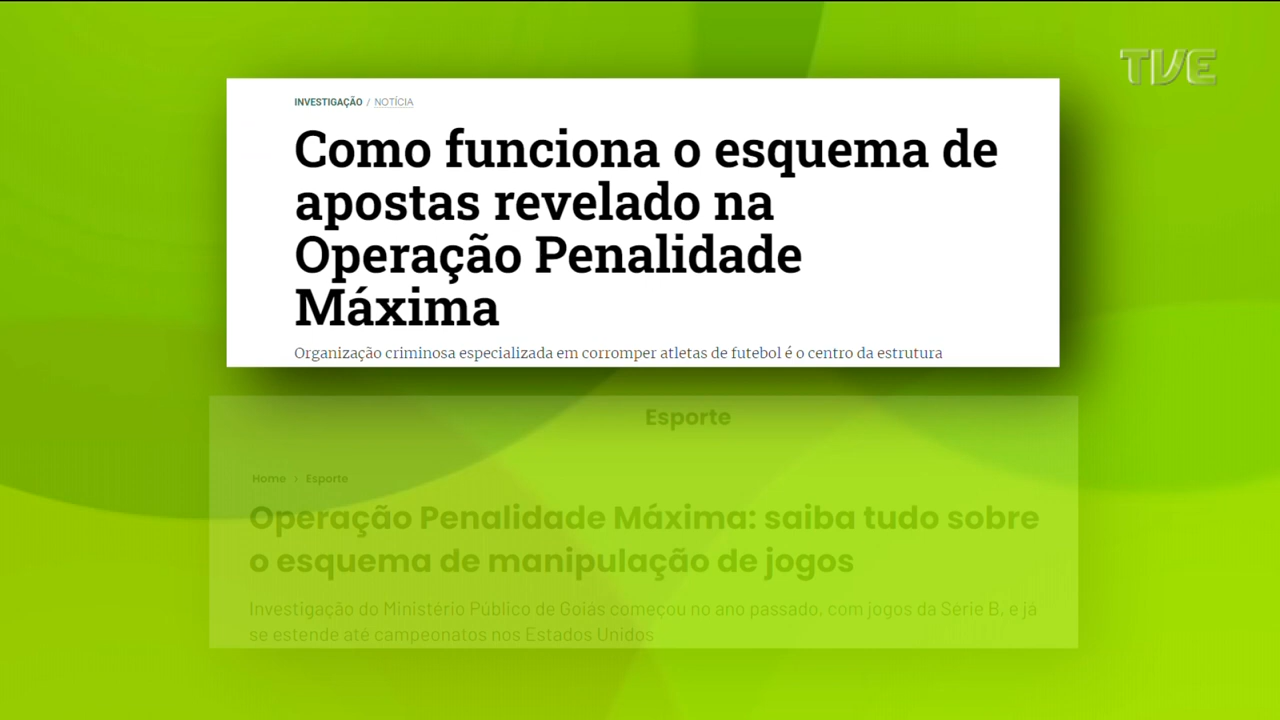 TVE
INVESTIGAÇÃO / NOTÍCIA
Como funciona o esquema de
apostas revelado na
Operação Penalidade
Máxima
Organização criminosa especializada em corromper atletas de futebol é o centro da estrutura
Esporte
Home > Esporte
Operação Penalidade Máxima: saiba tudo sobre
o esquema de manipulação de jogos
Investigação do Ministério Público de Goiás começou no ano passado, com jogos da Série B, e já
se estende até campeonatos nos Estados Unidos